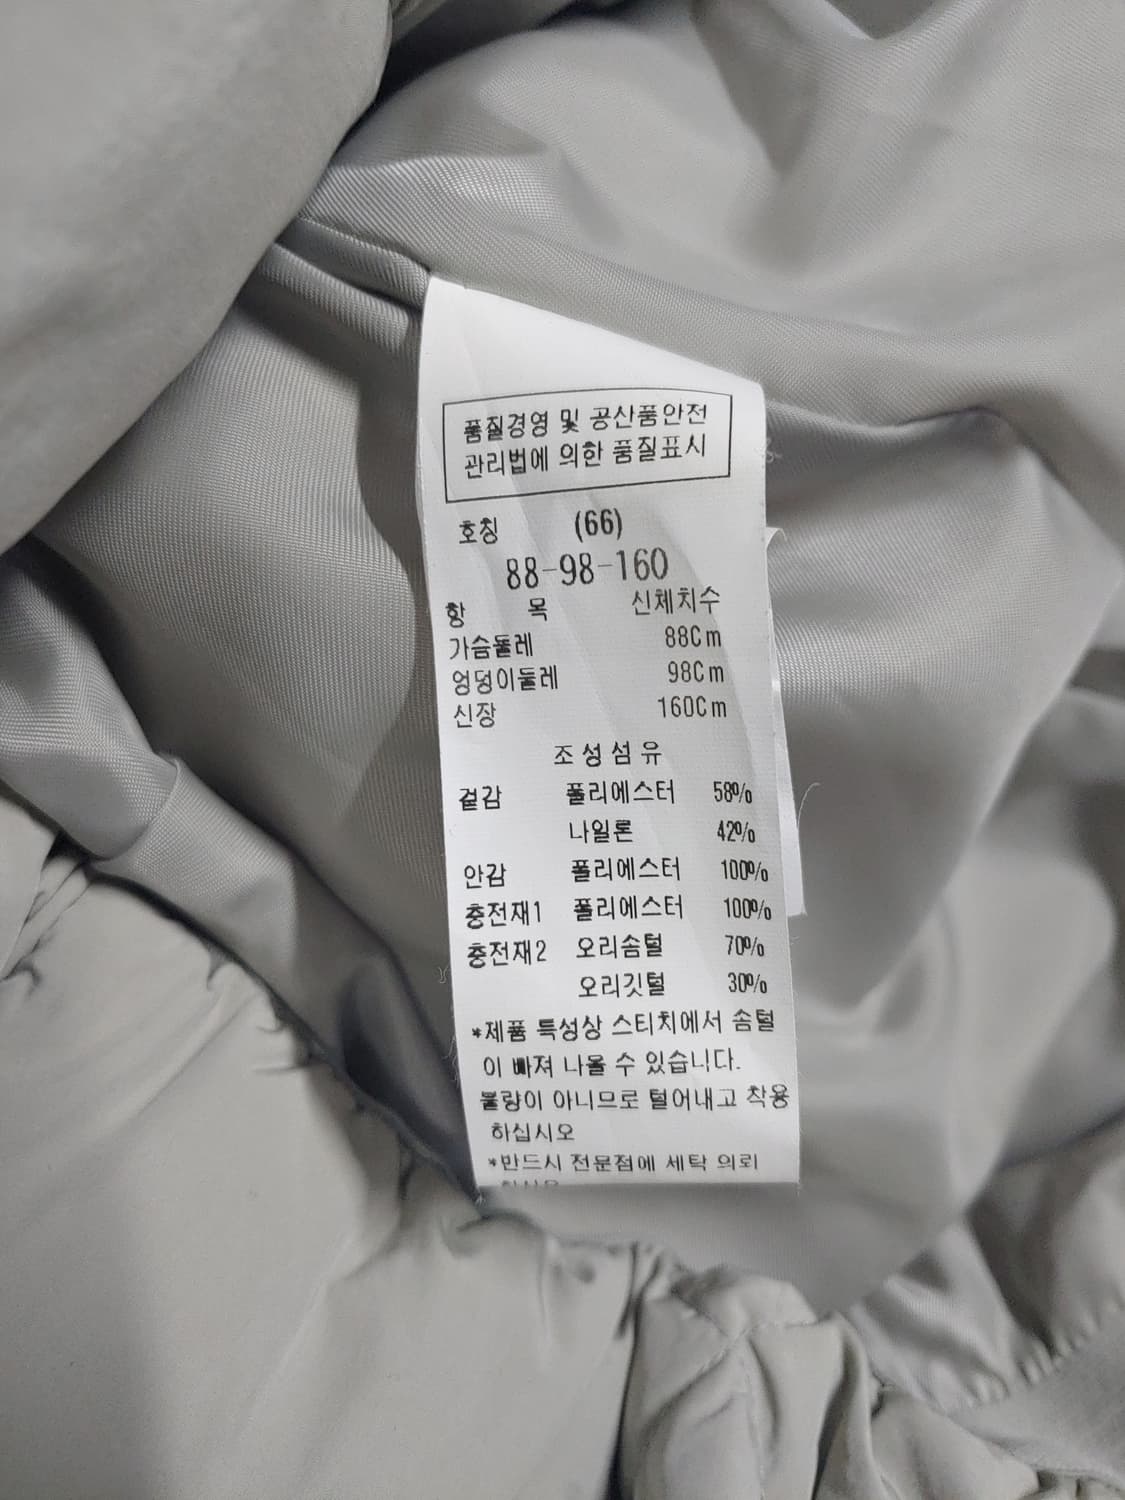 품질경영 및 공산품안전
관리법에 의한 품질표시
호칭 (66)
88-98-160
항 목 신체치수
가슴둘레 88Cm
엉덩이둘레 98Cm
신장 160Cm
조성섬유
겉감 폴리에스터 58%
나일론 42%
안감 폴리에스터 100%
충전재1 폴리에스터 100%
충전재2 오리솜털 70%
오리깃털 30%
*제품 특성상 스티치에서 솜털
이 빠져 나올 수 있습니다.
불량이 아니므로 털어내고 착용
하십시오
*반드시 전문점에 세탁 의뢰